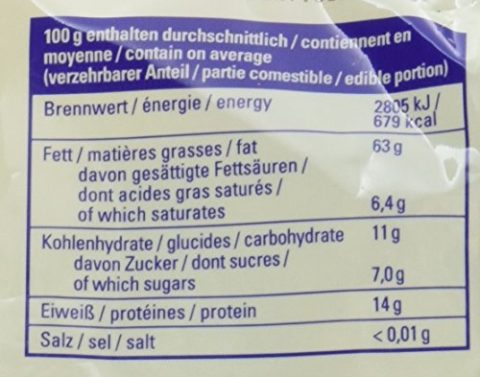 100 g enthalten durchschnittlich / contiennent en
moyenne / contain on average
(verzehrbarer Anteil / partie comestible / edible portion)
Brennwert / énergie / energy 2805 kJ /
679 kcal
Fett / matières grasses / fat 63 g
davon gesättigte Fettsäuren /
dont acides gras saturés /
of which saturates 6,4 g
Kohlenhydrate / glucides / carbohydrate 11 g
davon Zucker / dont sucres /
of which sugars 7,0 g
Eiweiß / protéines / protein 14 g
Salz / sel / salt < 0,01 g